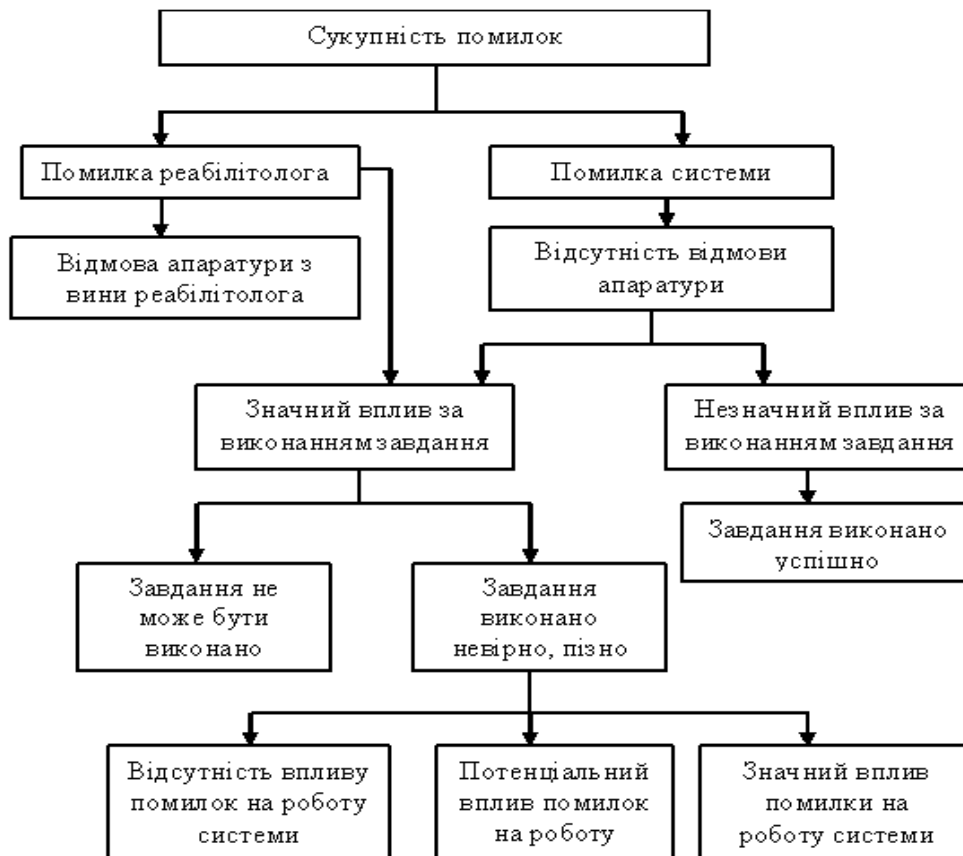 Сукупність помилок
Помилка реабілітолога
Помилка системи
Відмова апаратури з
вини реабілітолога
Відсутність відмови
апаратури
Значний вплив за
виконанням завдання
Незначний вплив за
виконанням завдання
Завдання виконано
успішно
Завдання не
може бути
виконано
Завдання
виконано
невірно, пізно
Відсутність впливу
помилок на роботу
системи
Потенціальний
вплив помилок
на роботу
Значний вплив
помилки на
роботу системи